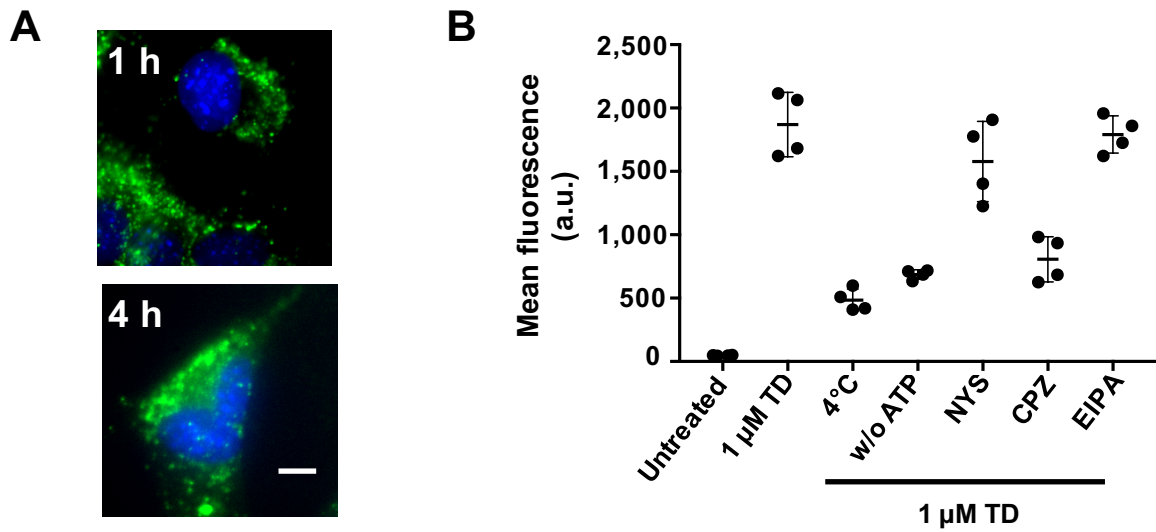 A
1 h
4 h
B
Mean fluorescence
(a.u.)
2,500
2,000
1,500
1,000
500
0
Untreated
1 µM TD
4°C
w/o ATP
NYS
CPZ
EIPA
1 µM TD